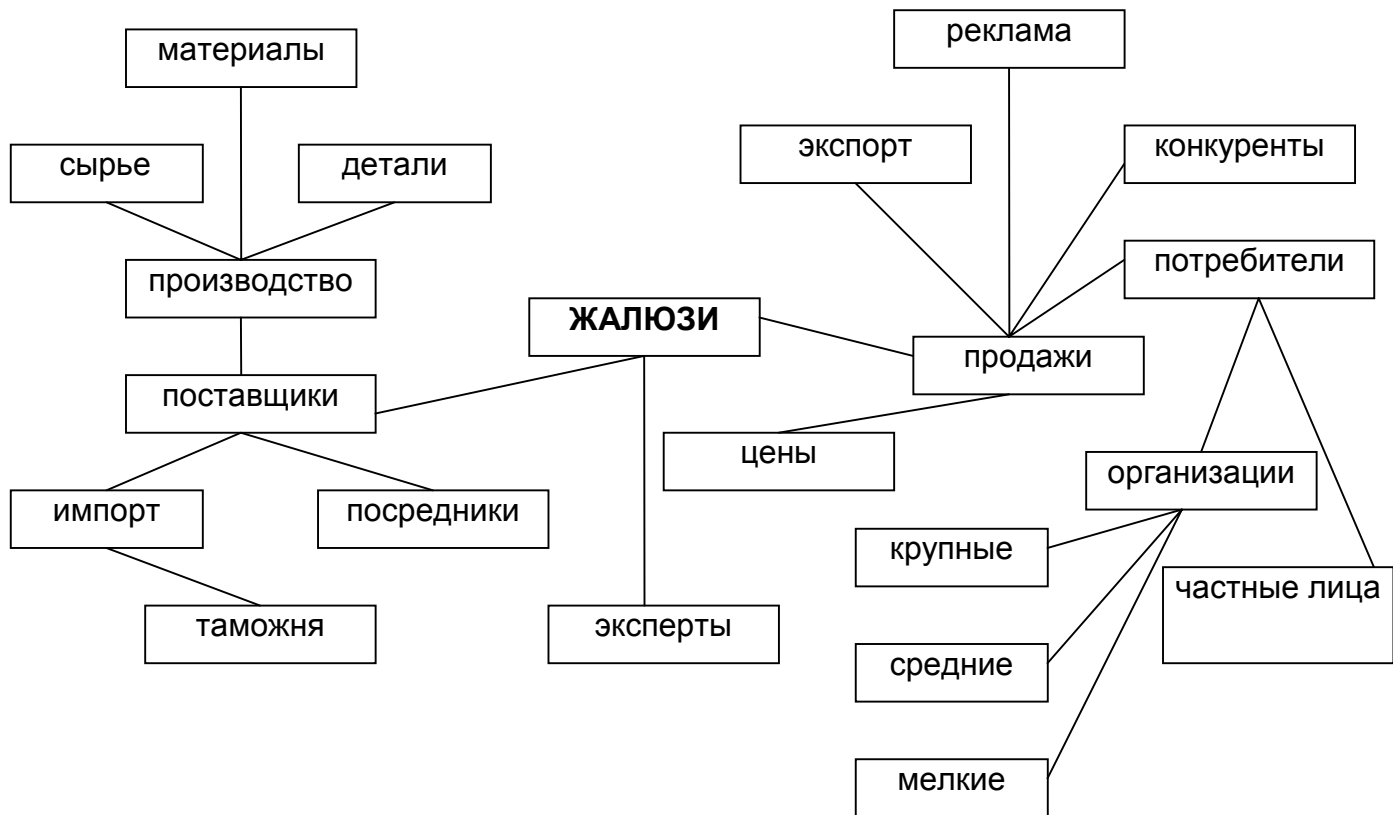 реклама
материалы
экспорт
конкуренты
сырье
детали
потребители
производство
ЖАЛЮЗИ
продажи
поставщики
цены
организации
импорт
посредники
крупные
частные лица
таможня
эксперты
средние
мелкие